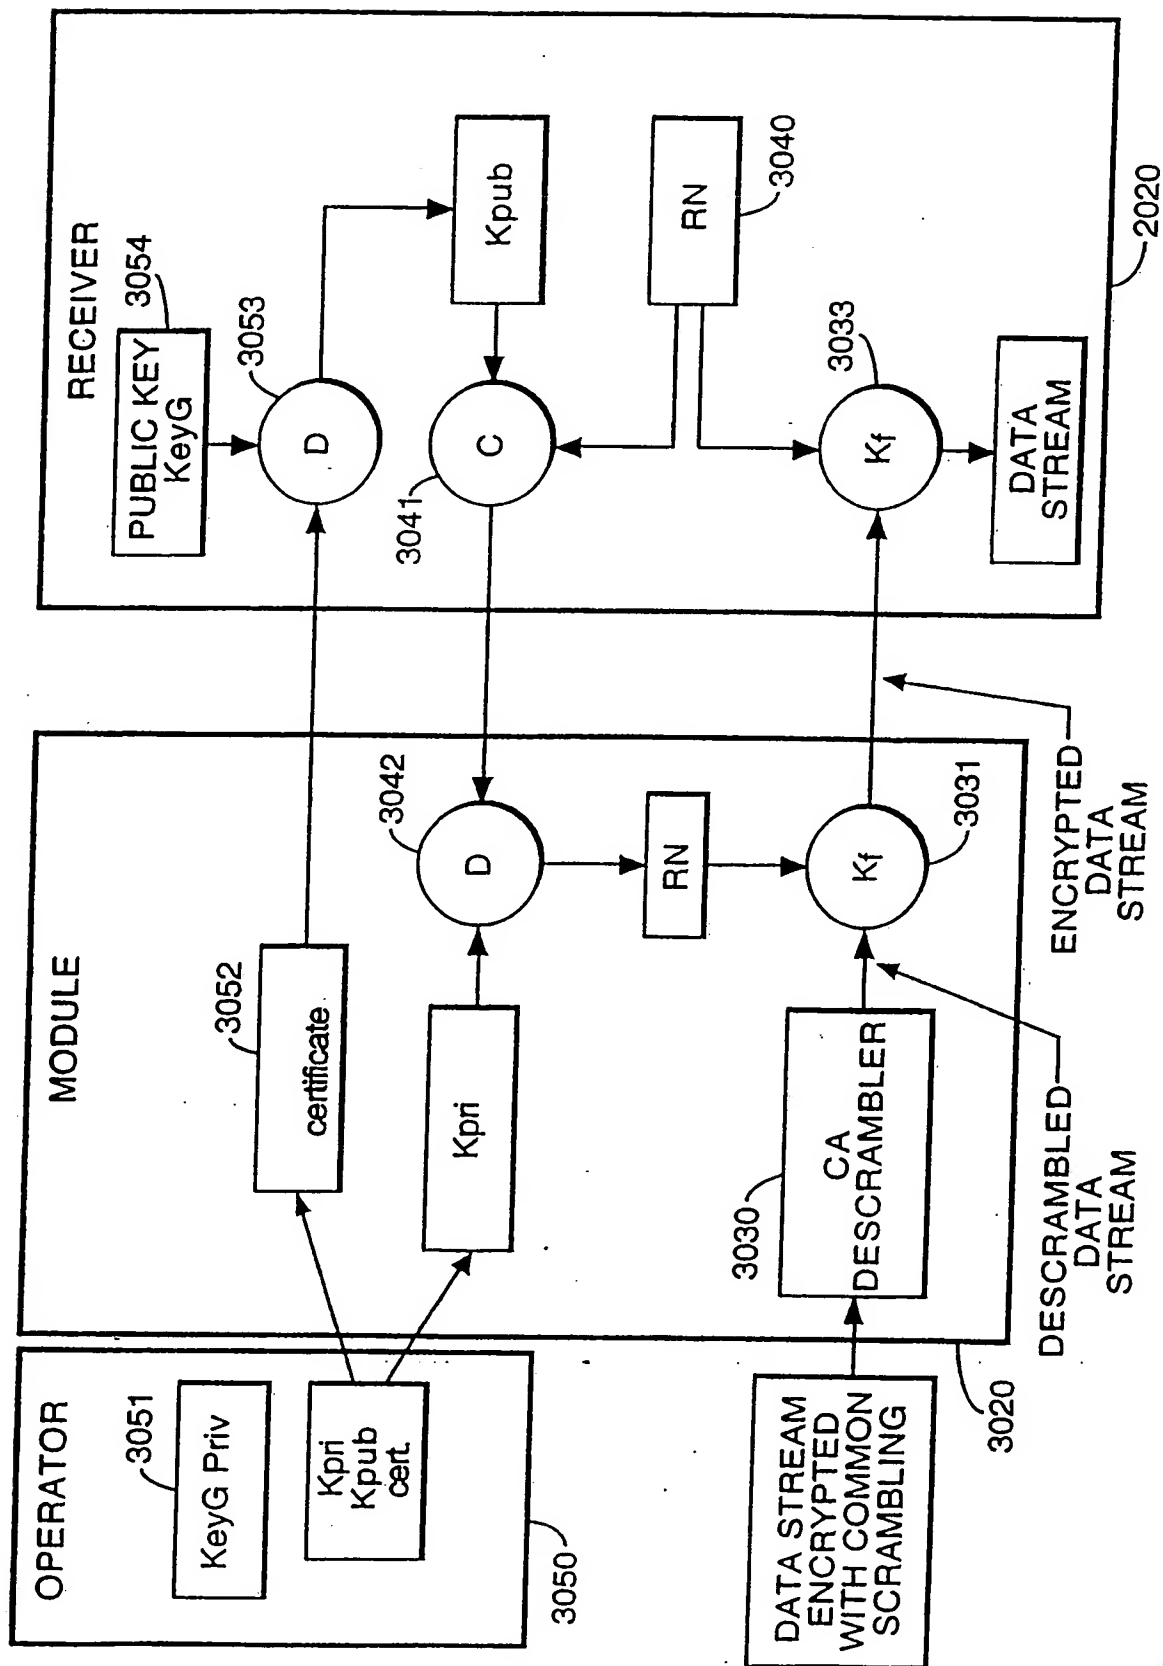 OPERATOR
3051
KeyG Priv
Kpri
Kpub
cert.
3050
DATA STREAM
ENCRYPTED
WITH COMMON
SCRAMBLING
MODULE
3052
certificate
Kpri
3042
D
RN
3030
CA
DESCRAMBLER
Kf
3031
3020
DESCRAMBLED
DATA
STREAM
ENCRYPTED
DATA
STREAM
RECEIVER
3054
PUBLIC KEY
KeyG
3053
D
Kpub
3041
C
RN
3040
3033
Kf
DATA
STREAM
2020